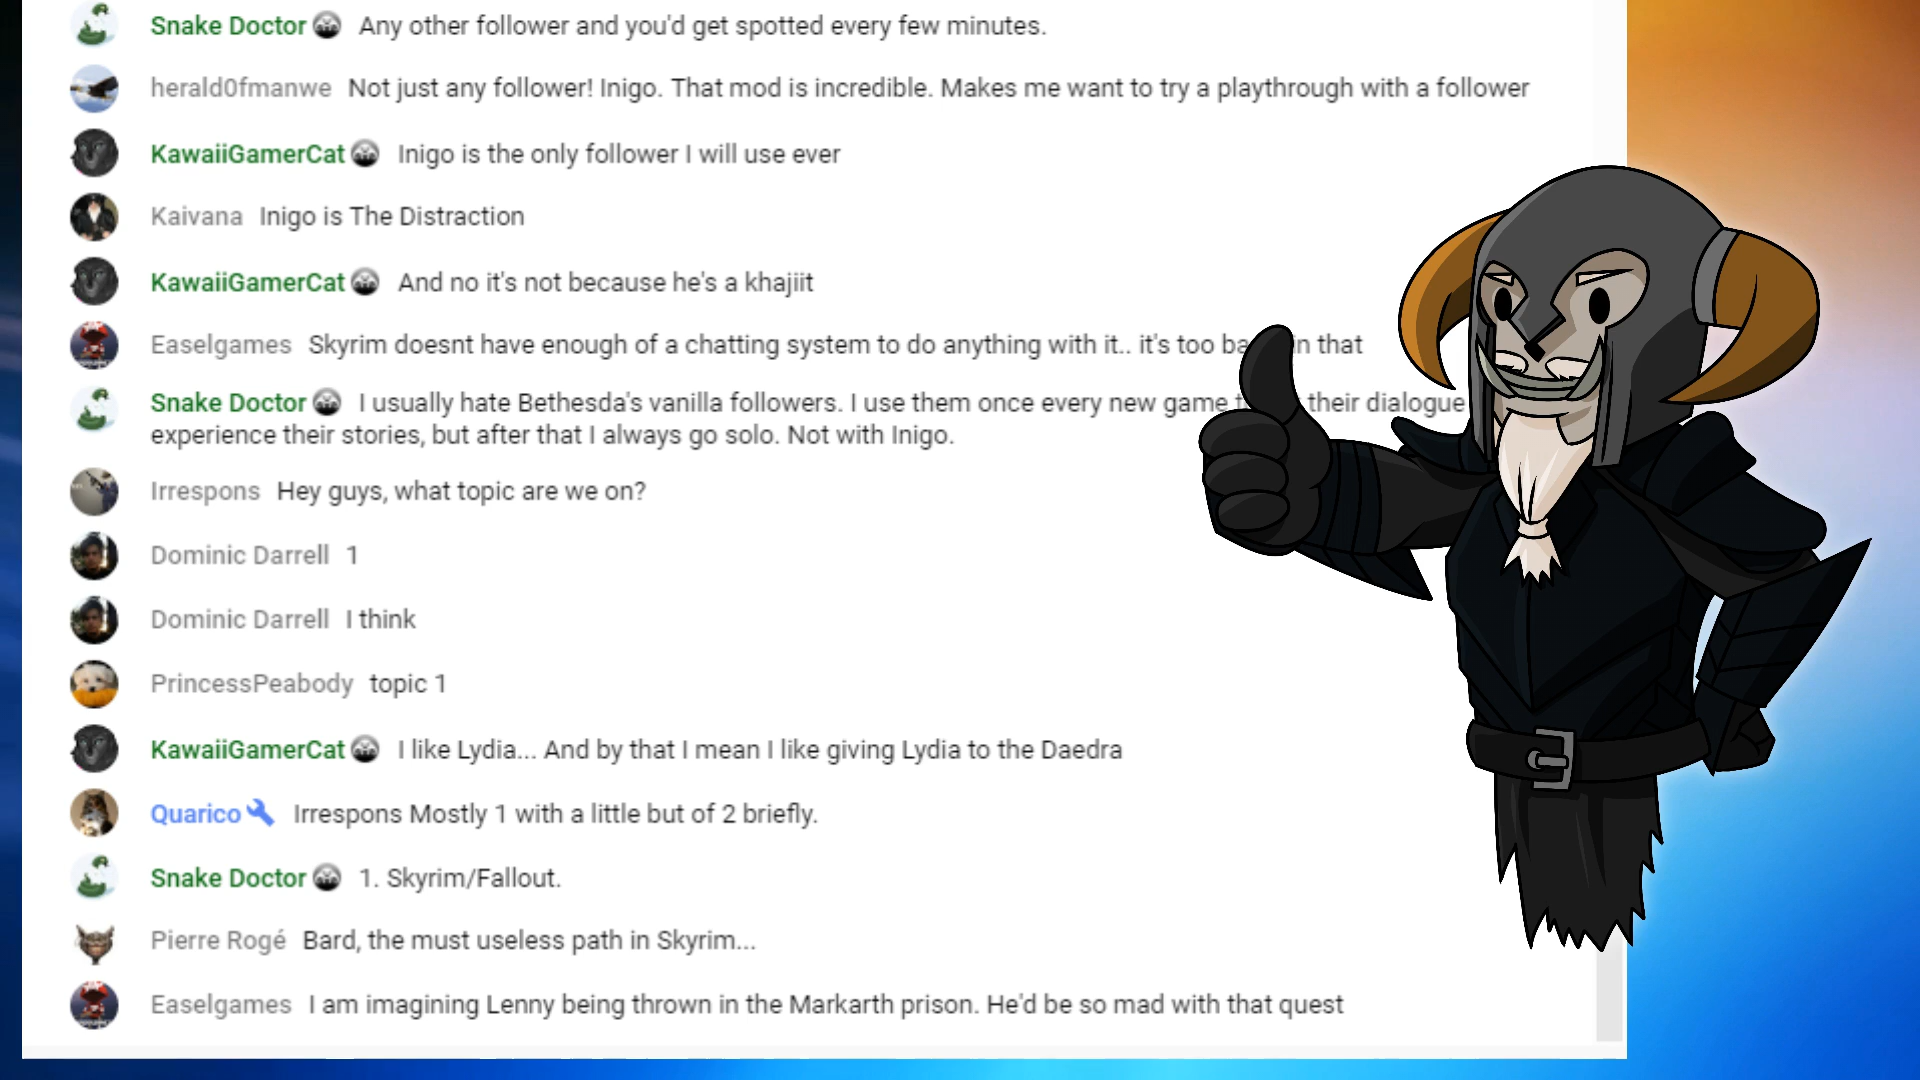 Snake Doctor Any other follower and you'd get spotted every few minutes.
herald0fmanwe Not just any follower! Inigo. That mod is incredible. Makes me want to try a playthrough with a follower
KawaiiGamerCat Inigo is the only follower I will use ever
Kaivana Inigo is The Distraction
KawaiiGamerCat And no it's not because he's a khajiit
Easelgames Skyrim doesnt have enough of a chatting system to do anything with it.. it's too that
Snake Doctor I usually hate Bethesda's vanilla followers. I use them once every new game their dialogue
experience their stories, but after that I always go solo. Not with Inigo.
Irrespons Hey guys, what topic are we on?
Dominic Darrell 1
Dominic Darrell I think
PrincessPeabody topic 1
KawaiiGamerCat I like Lydia... And by that I mean I like giving Lydia to the Daedra
Quarico Irrespons Mostly 1 with a little but of 2 briefly.
Snake Doctor 1. Skyrim/Fallout.
Pierre Rogé Bard, the must useless path in Skyrim...
Easelgames I am imagining Lenny being thrown in the Markarth prison. He'd be so mad with that quest